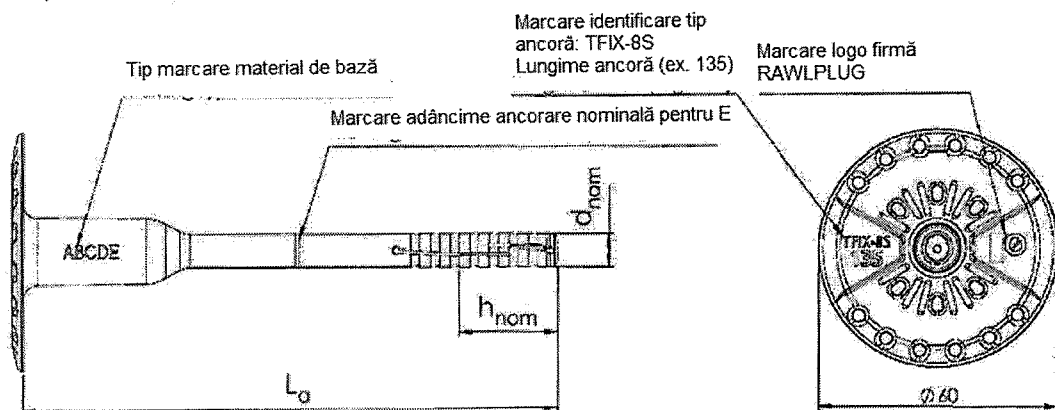 Marcare identificare tip
ancoră: TFIX-8S
Lungime ancoră (ex. 135)
Marcare logo firmă
RAWLPLUG
Tip marcare material de bază
Marcare adâncime ancorare nominală pentru E
ABCDE
dnom
hnom
La
TFIX-8S
135
Ø 60